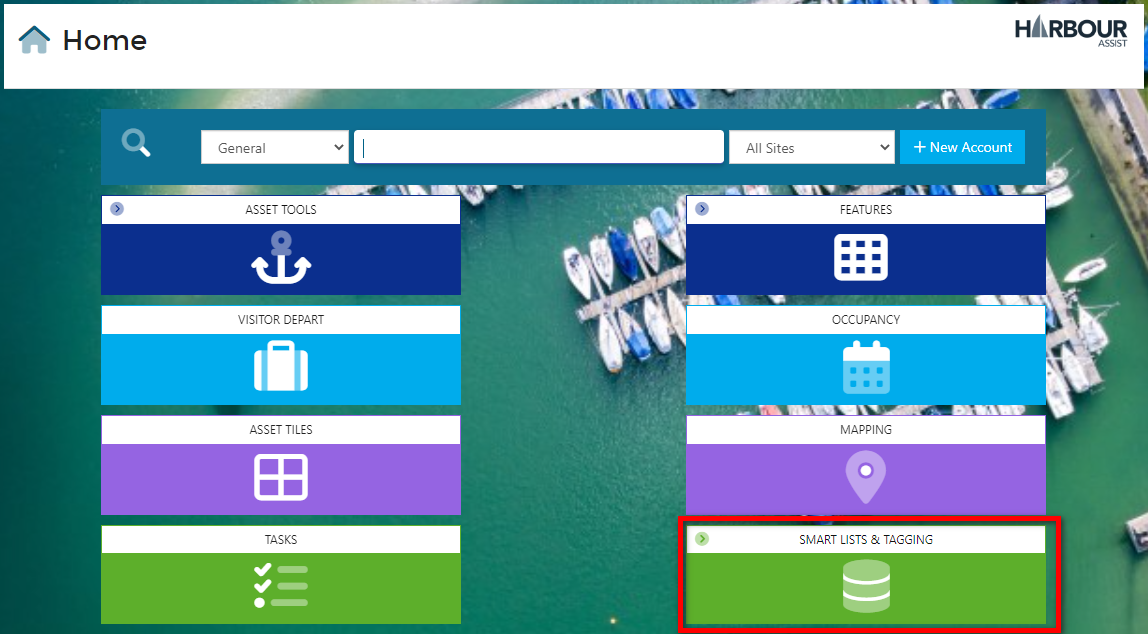 Home
HARBOUR
ASSIST
General
All Sites
+ New Account
ASSET TOOLS
FEATURES
VISITOR DEPART
OCCUPANCY
ASSET TILES
MAPPING
TASKS
SMART LISTS & TAGGING